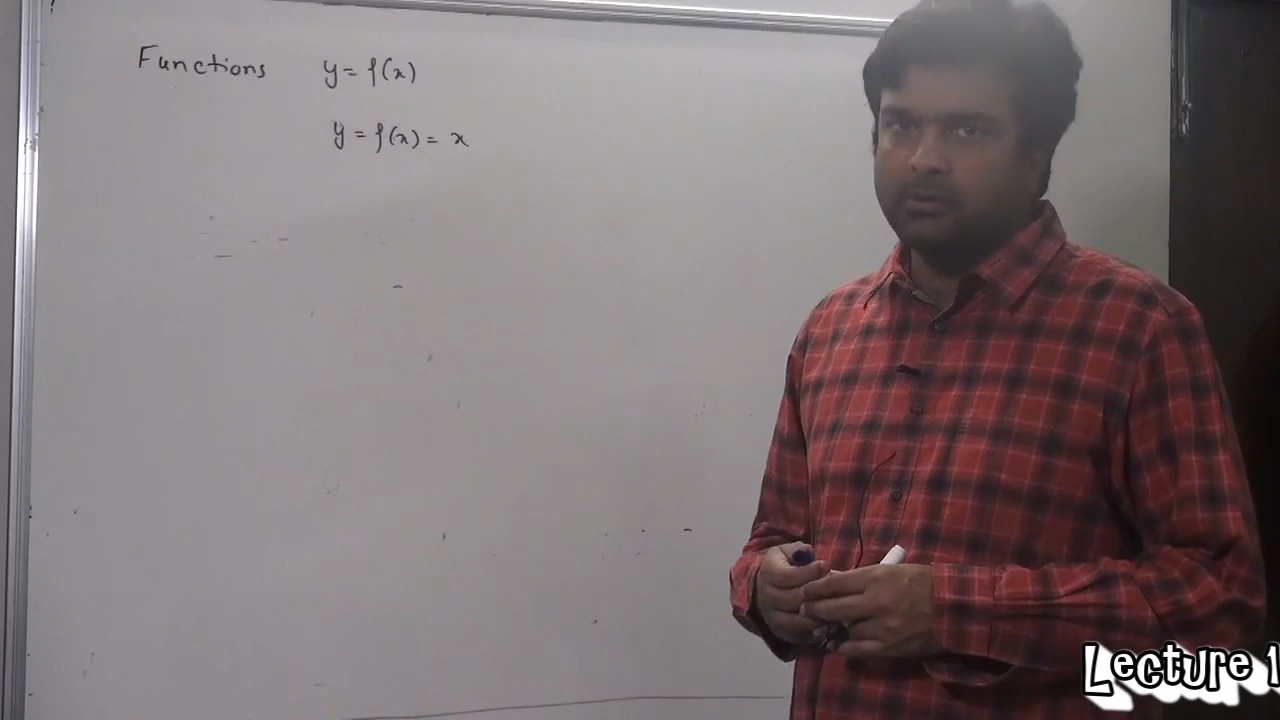 Functions y = f(x)
y = f(x) = x
Lecture 1